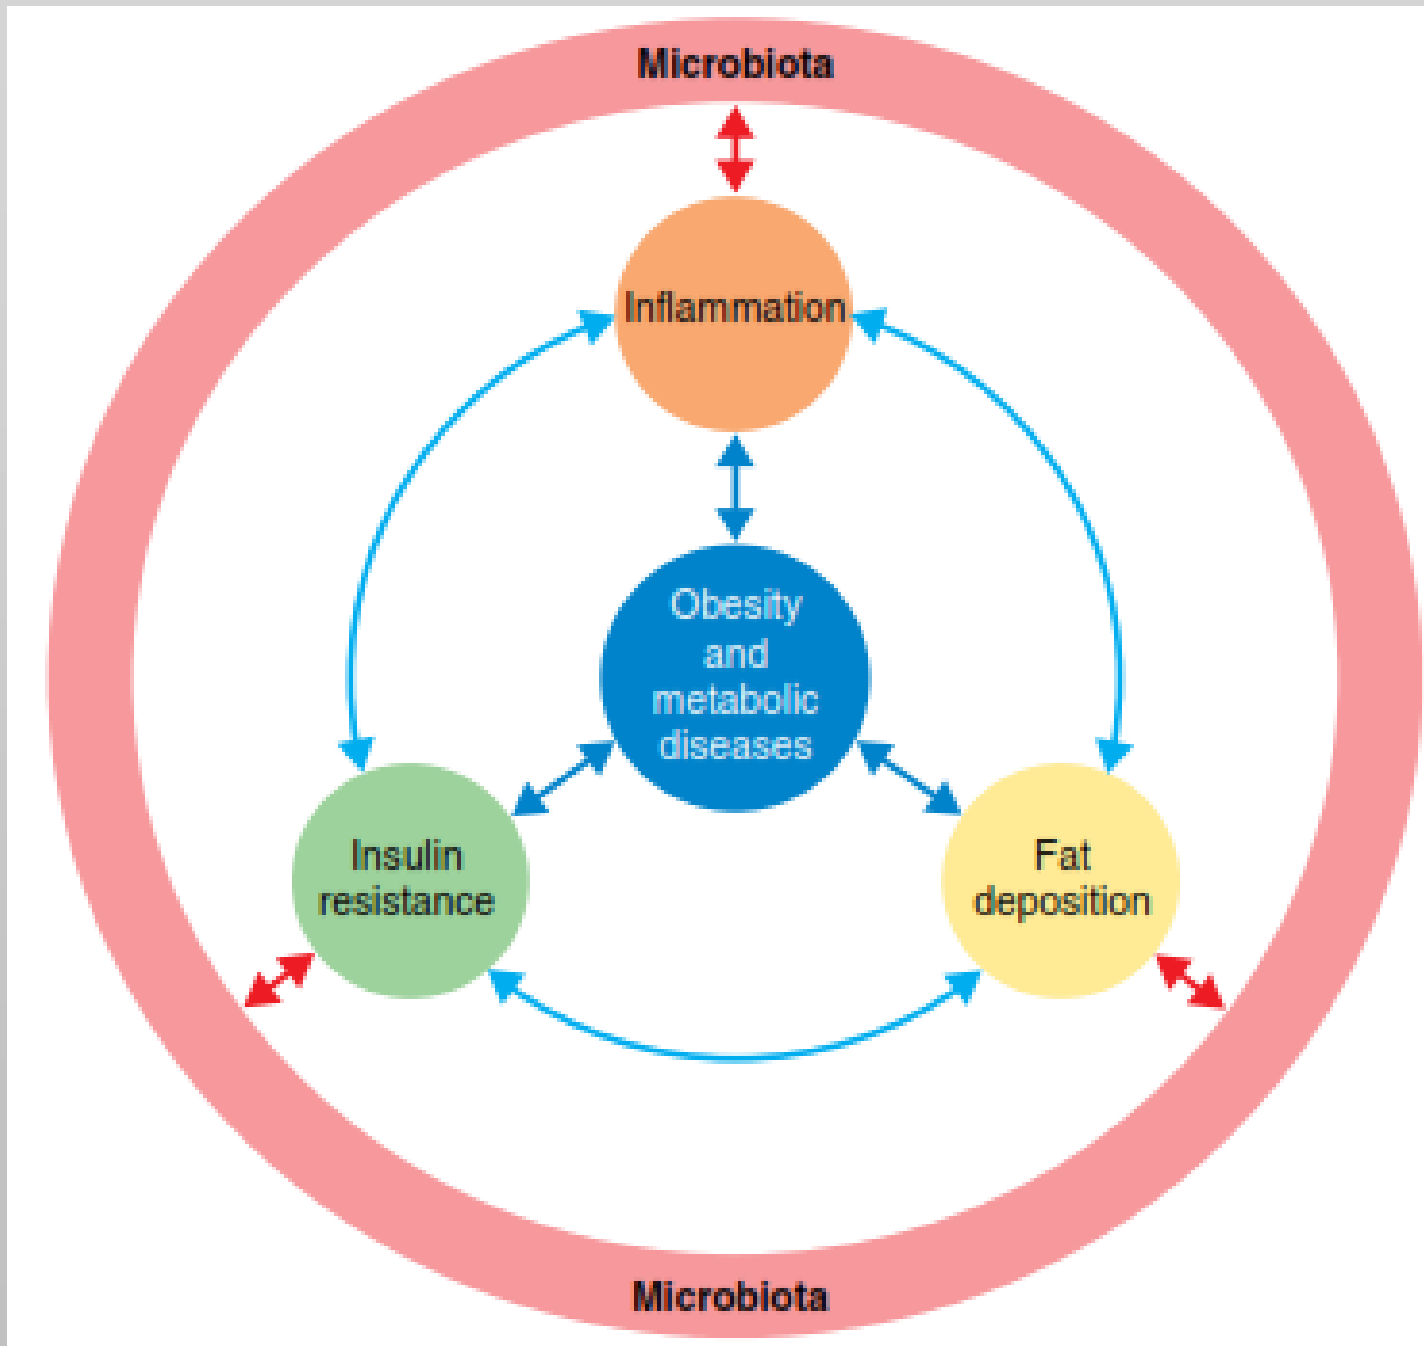 Microbiota
Inflammation
Obesity
and
metabolic
diseases
Insulin
resistance
Fat
deposition
Microbiota